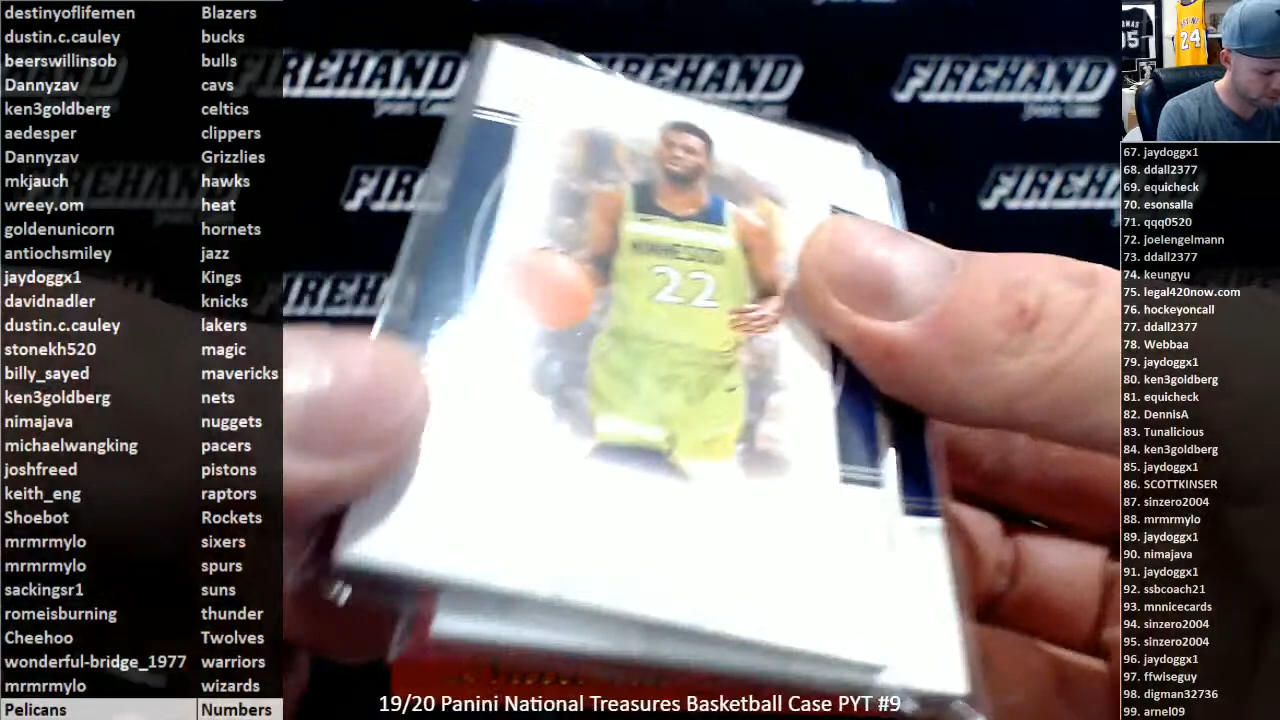 destinyoflifemen Blazers
dustin.c.cauley bucks
beerswillinsob bulls
Dannyzav cavs
ken3goldberg celtics
aedesper clippers
Dannyzav Grizzlies
mkjauch hawks
wreey.om heat
goldenunicorn hornets
antiochsmiley jazz
jaydoggx1 Kings
davidnadler knicks
dustin.c.cauley lakers
stonekh520 magic
billy_sayed mavericks
ken3goldberg nets
nimajava nuggets
michaelwangking pacers
joshfreed pistons
keith_eng raptors
Shoebot Rockets
mrmrmylo sixers
mrmrmylo spurs
sackingsr1 suns
romeisburning thunder
Cheehoo Twolves
wonderful-bridge_1977 warriors
mrmrmylo wizards
Pelicans Numbers
FIREHAND
FIREHAND
FIREHAND
FIRE
FIREHAN
FIREH
MINNESOTA
22
24
67. jaydoggx1
68. ddall2377
69. equicheck
70. esonsalla
71. qqq0520
72. joelengelmann
73. ddall2377
74. keungyu
75. legal420now.com
76. hockeyoncall
77. ddall2377
78. Webbaa
79. jaydoggx1
80. ken3goldberg
81. equicheck
82. DennisA
83. Tunalicious
84. ken3goldberg
85. jaydoggx1
86. SCOTTKINSER
87. sinzero2004
88. mrmrmylo
89. jaydoggx1
90. nimajava
91. jaydoggx1
92. ssbcoach21
93. mnnicecards
94. sinzero2004
95. sinzero2004
96. jaydoggx1
97. ffwiseguy
98. digman32736
99. arnel09
19/20 Panini National Treasures Basketball Case PYT #9